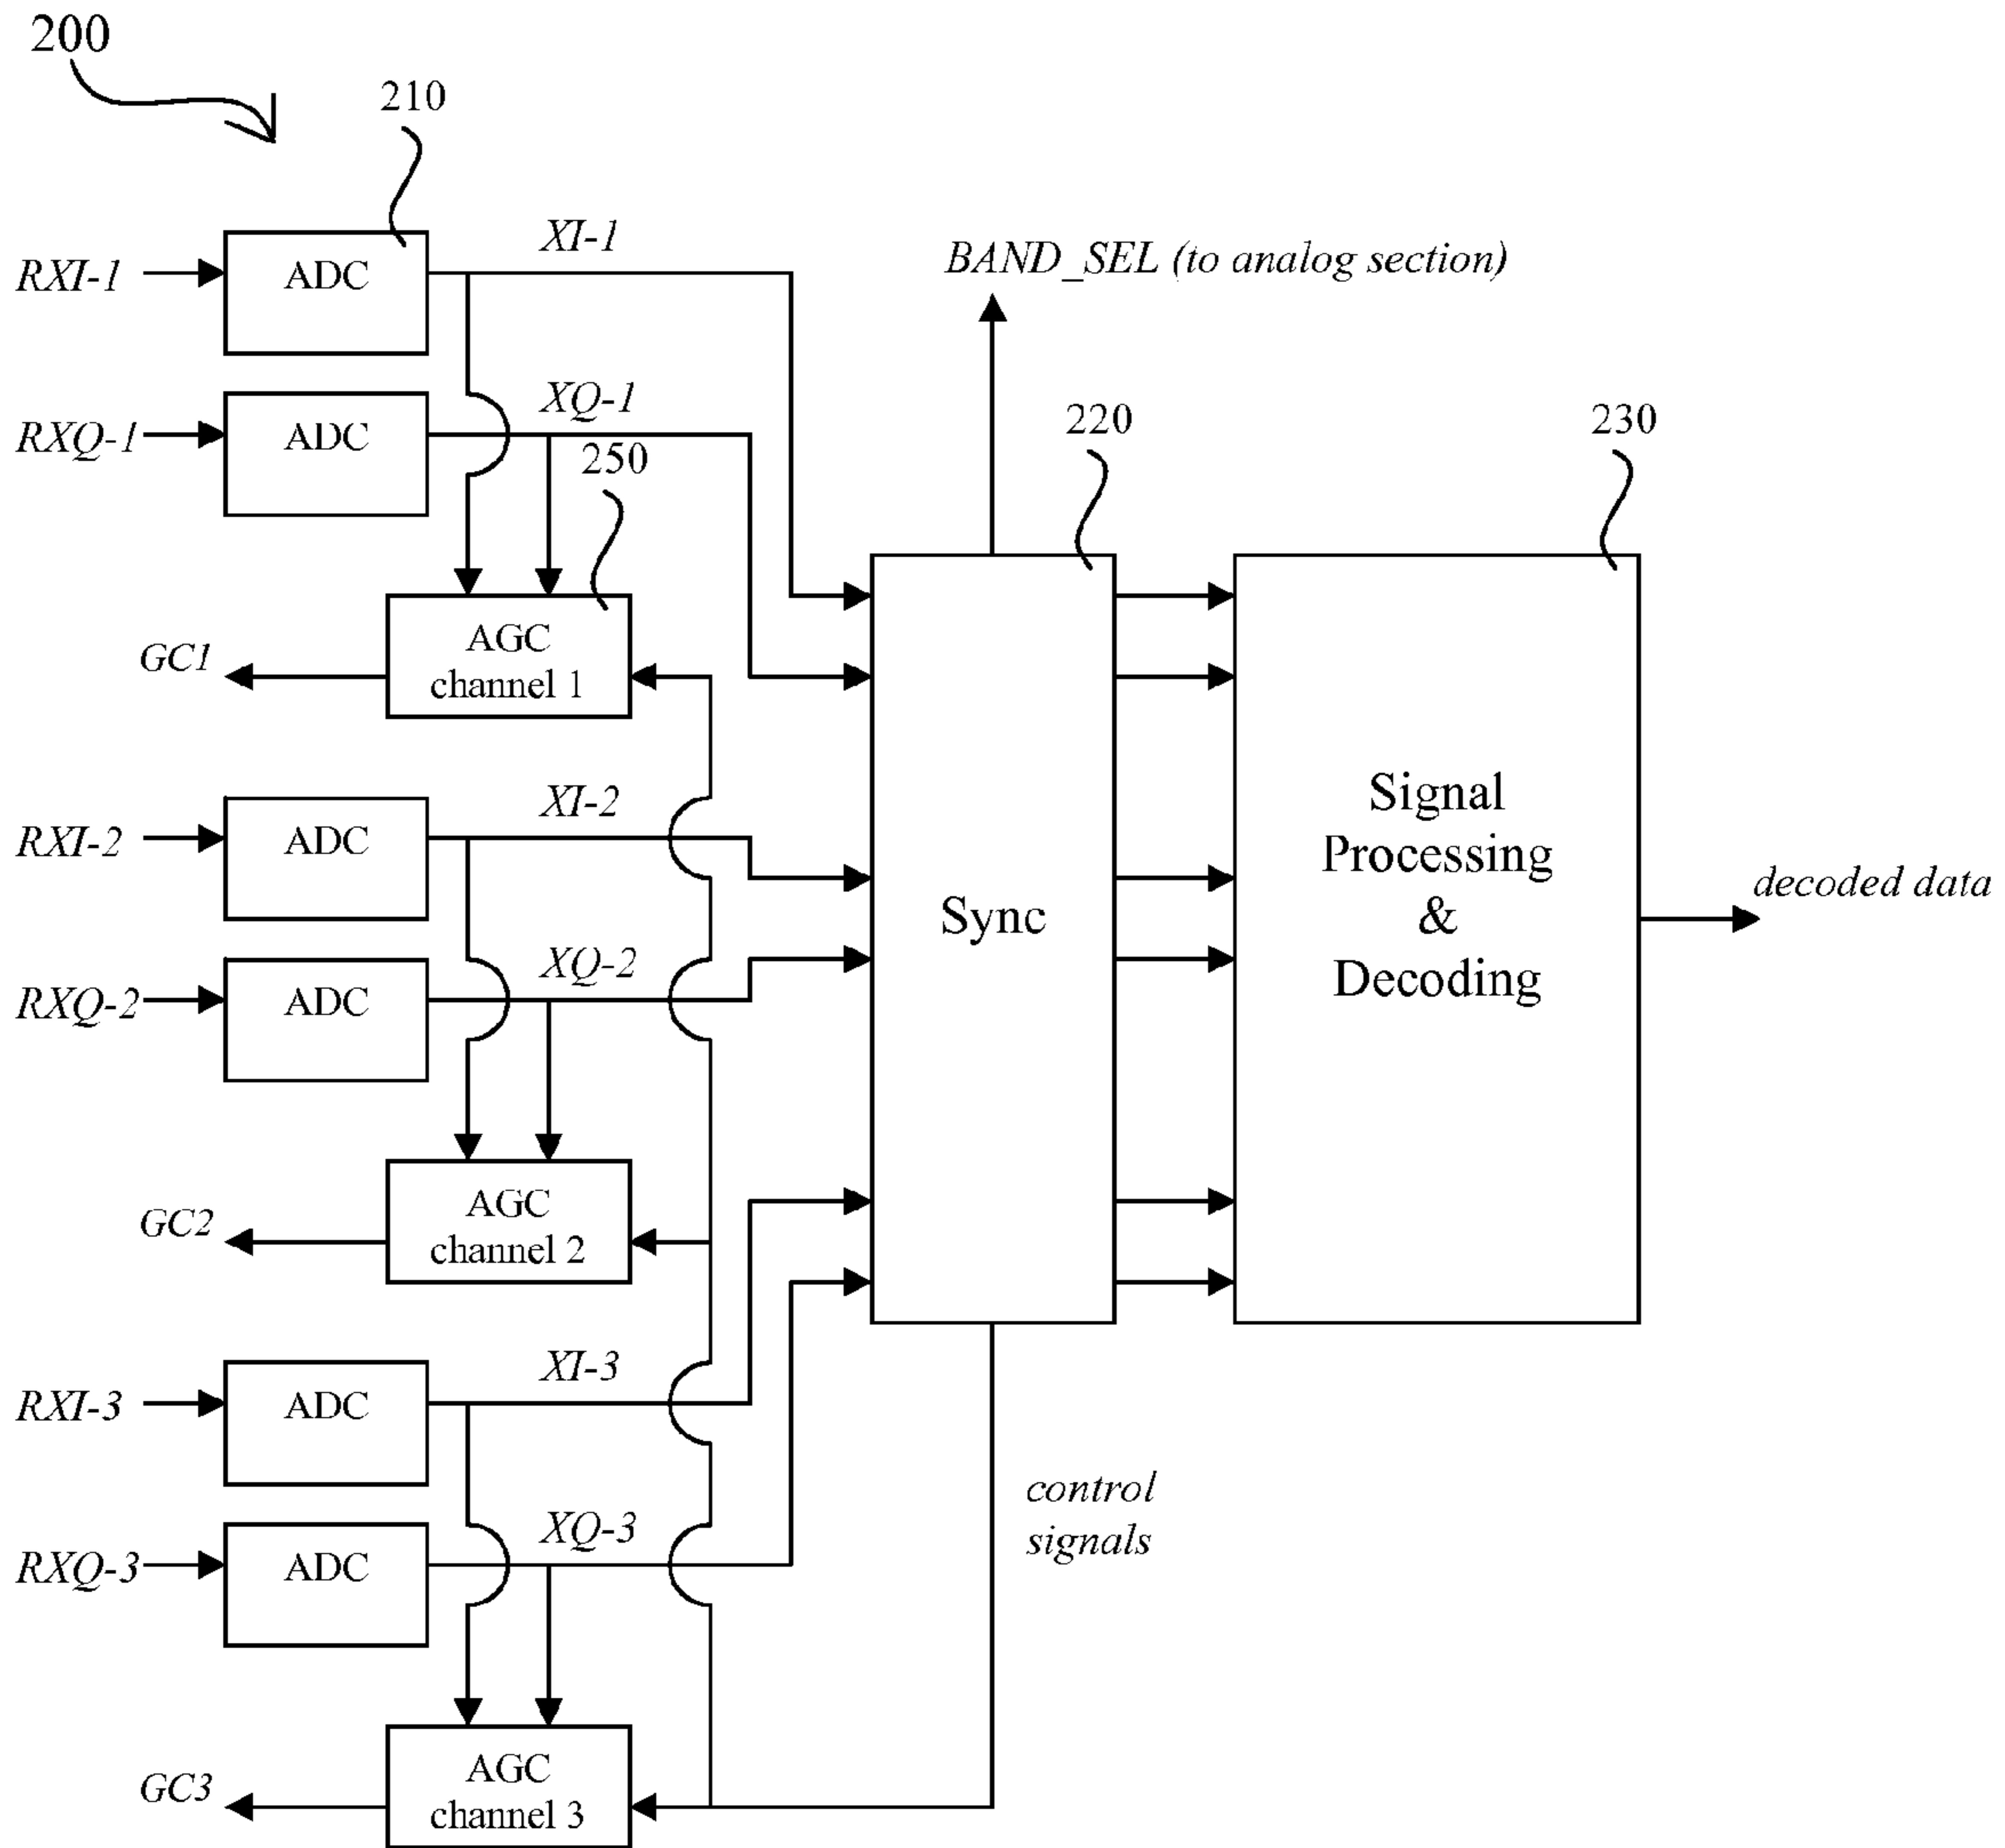 200
210
RXI-1
ADC
XI-1
BAND_SEL (to analog section)
RXQ-1
ADC
XQ-1
250
220
230
GC1
AGC
channel 1
RXI-2
ADC
XI-2
RXQ-2
ADC
XQ-2
Sync
Signal
Processing
&
Decoding
decoded data
GC2
AGC
channel 2
RXI-3
ADC
XI-3
control
signals
RXQ-3
ADC
XQ-3
GC3
AGC
channel 3